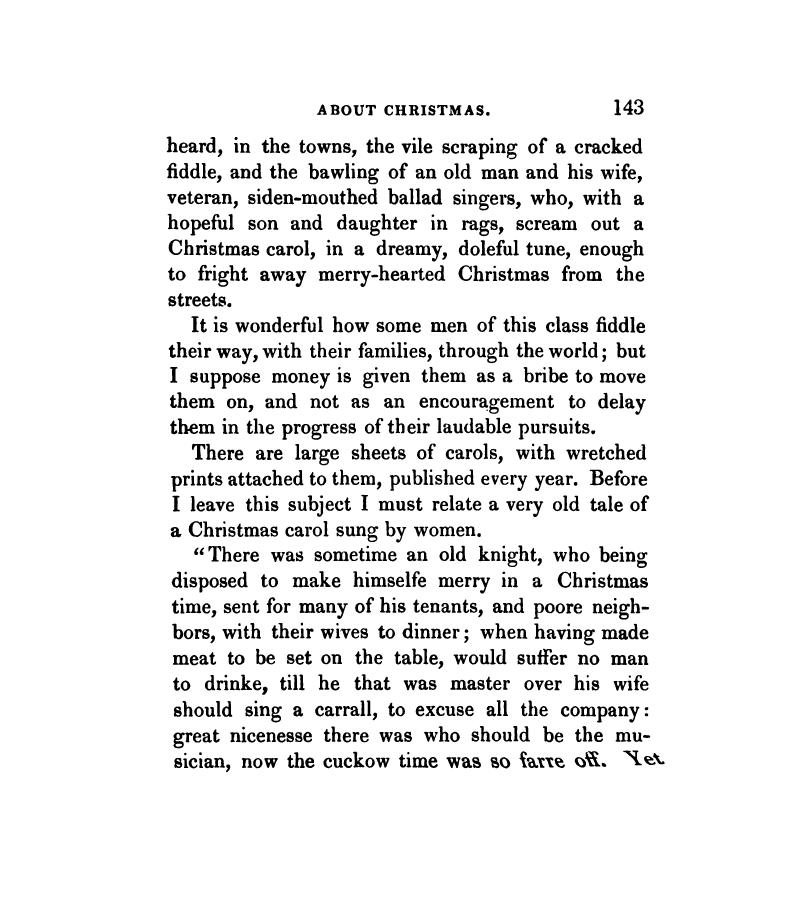 ABOUT CHRISTMAS. 143
heard, in the towns, the vile scraping of a cracked
fiddle, and the bawling of an old man and his wife,
veteran, siden-mouthed ballad singers, who, with a
hopeful son and daughter in rags, scream out a
Christmas carol, in a dreamy, doleful tune, enough
to fright away merry-hearted Christmas from the
streets.
It is wonderful how some men of this class fiddle
their way, with their families, through the world; but
I suppose money is given them as a bribe to move
them on, and not as an encouragement to delay
them in the progress of their laudable pursuits.
There are large sheets of carols, with wretched
prints attached to them, published every year. Before
I leave this subject I must relate a very old tale of
a Christmas carol sung by women.
“There was sometime an old knight, who being
disposed to make himselfe merry in a Christmas
time, sent for many of his tenants, and poore neigh-
bors, with their wives to dinner; when having made
meat to be set on the table, would suffer no man
to drinke, till he that was master over his wife
should sing a carrall, to excuse all the company:
great nicenesse there was who should be the mu-
sician, now the cuckow time was so farre off. Yet